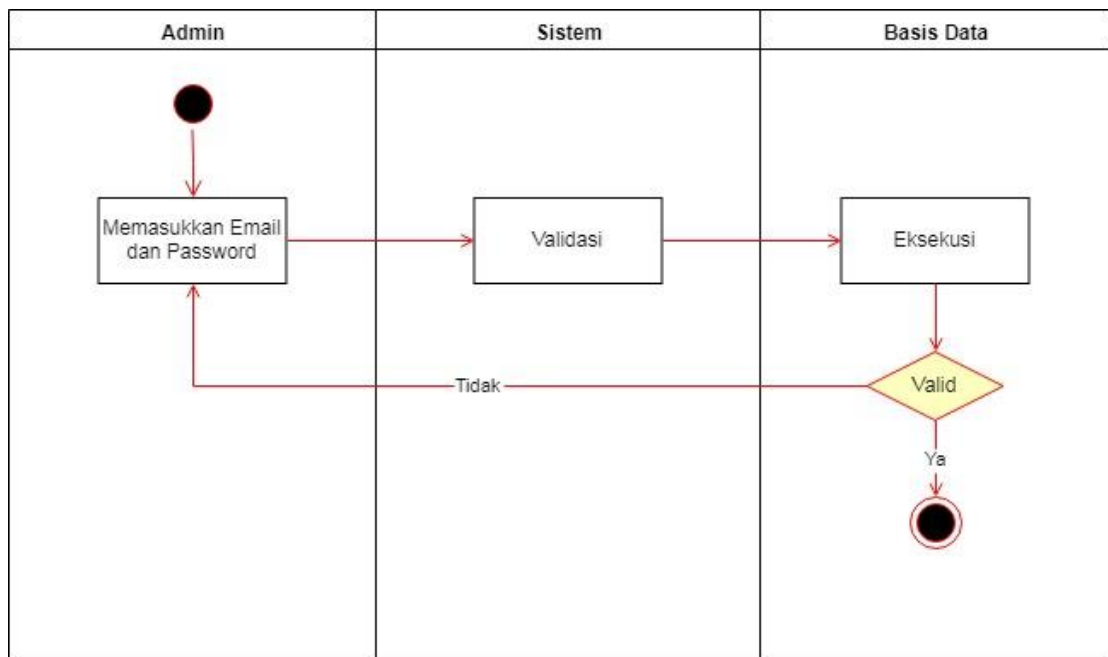 Admin
Sistem
Basis Data
Memasukkan Email
dan Password
Validasi
Eksekusi
Tidak
Valid
Ya